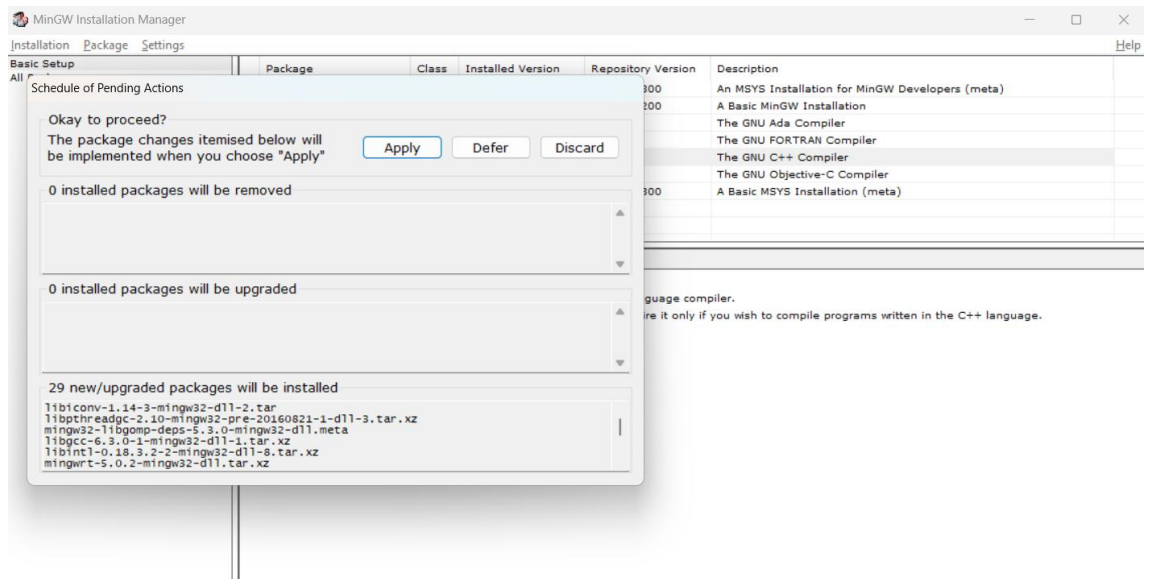 MinGW Installation Manager
Installation Package Settings Help
Basic Setup
All
Package Class Installed Version Repository Version Description
300 An MSYS Installation for MinGW Developers (meta)
200 A Basic MinGW Installation
The GNU Ada Compiler
The GNU FORTRAN Compiler
The GNU C++ Compiler
The GNU Objective-C Compiler
300 A Basic MSYS Installation (meta)
Schedule of Pending Actions
Okay to proceed?
The package changes itemised below will
be implemented when you choose "Apply"
Apply Defer Discard
0 installed packages will be removed
0 installed packages will be upgraded
29 new/upgraded packages will be installed
libiconv-1.14-3-mingw32-dll-2.tar
libpthreadgc-2.10-mingw32-pre-20160821-1-dll-3.tar.xz
mingw32-libgomp-deps-5.3.0-mingw32-dll.meta
libgcc-6.3.0-1-mingw32-dll-1.tar.xz
libintl-0.18.3.2-2-mingw32-dll-8.tar.xz
mingwrt-5.0.2-mingw32-dll.tar.xz
guage compiler.
ire it only if you wish to compile programs written in the C++ language.